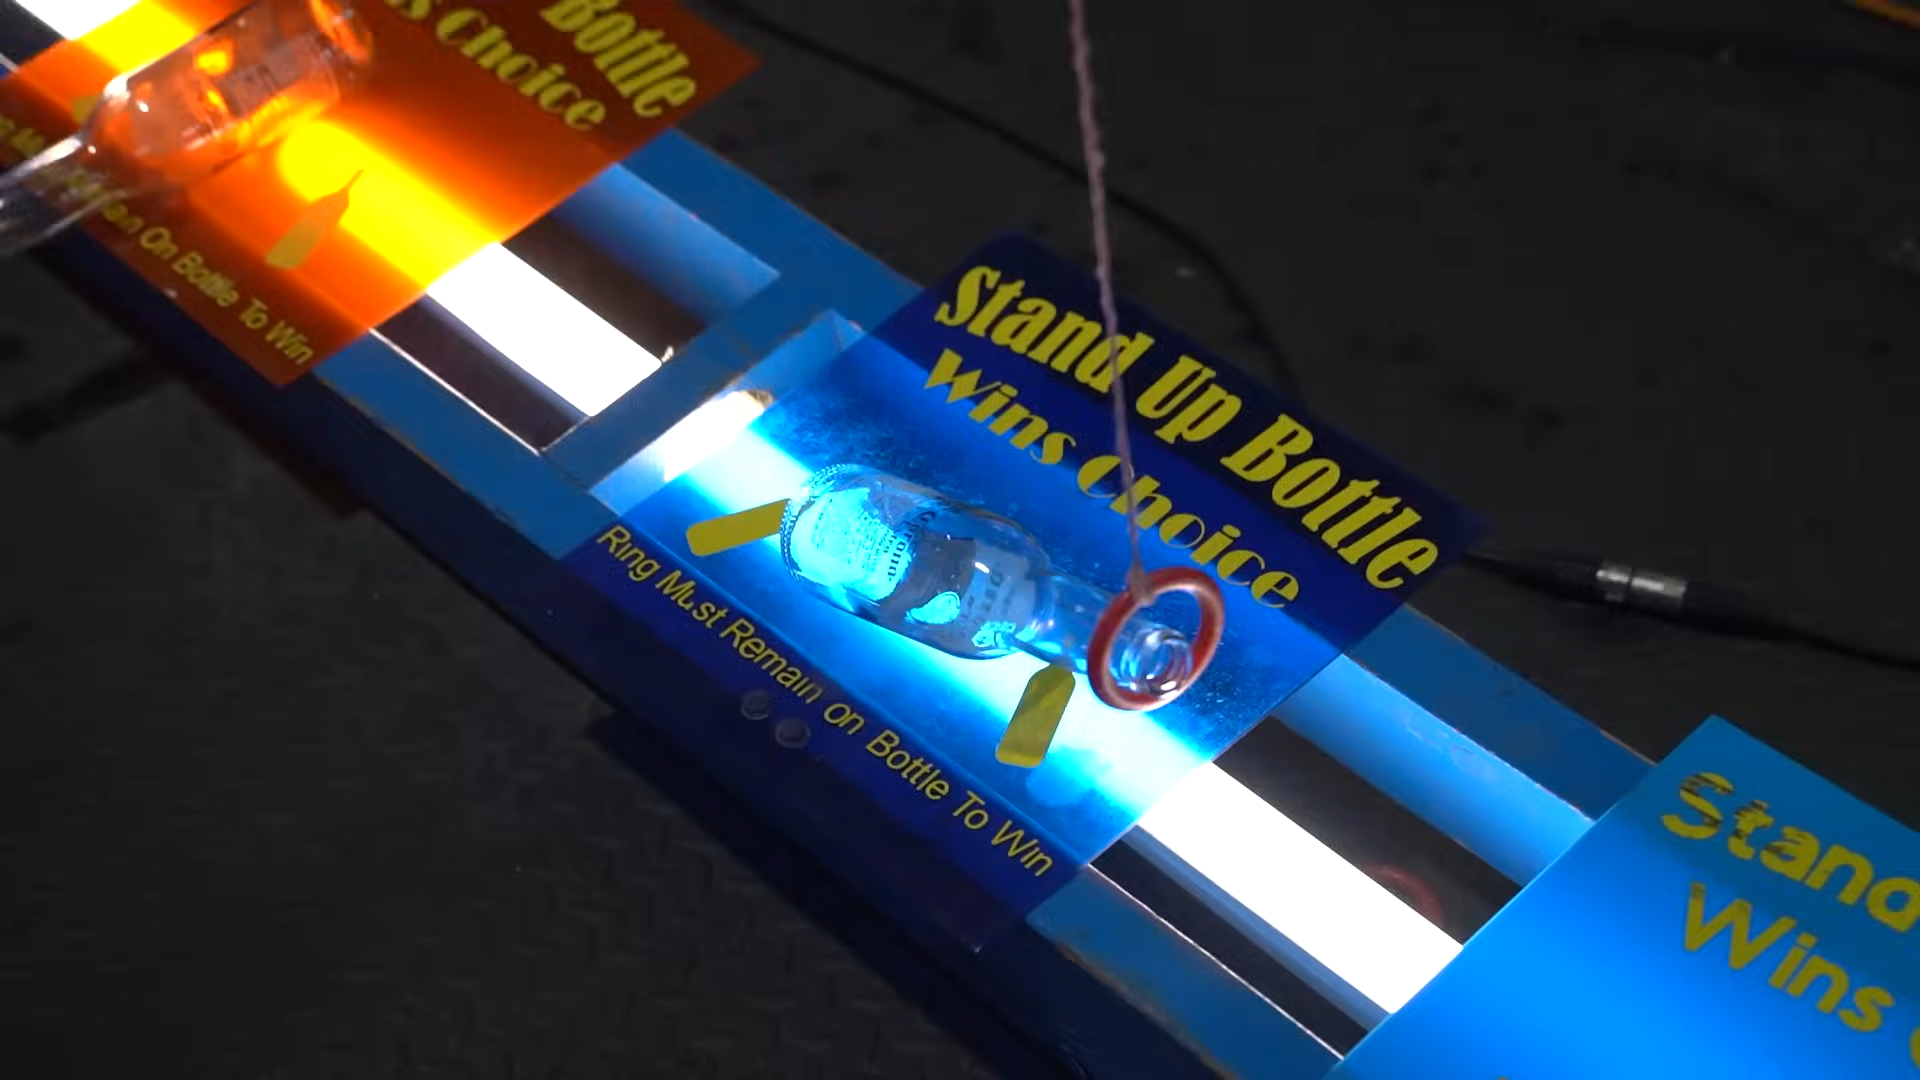 Bottle
s Choice
On Bottle To Win
Stand Up Bottle
Wins Choice
Ring Must Remain on Bottle To Win
Stand
Wins